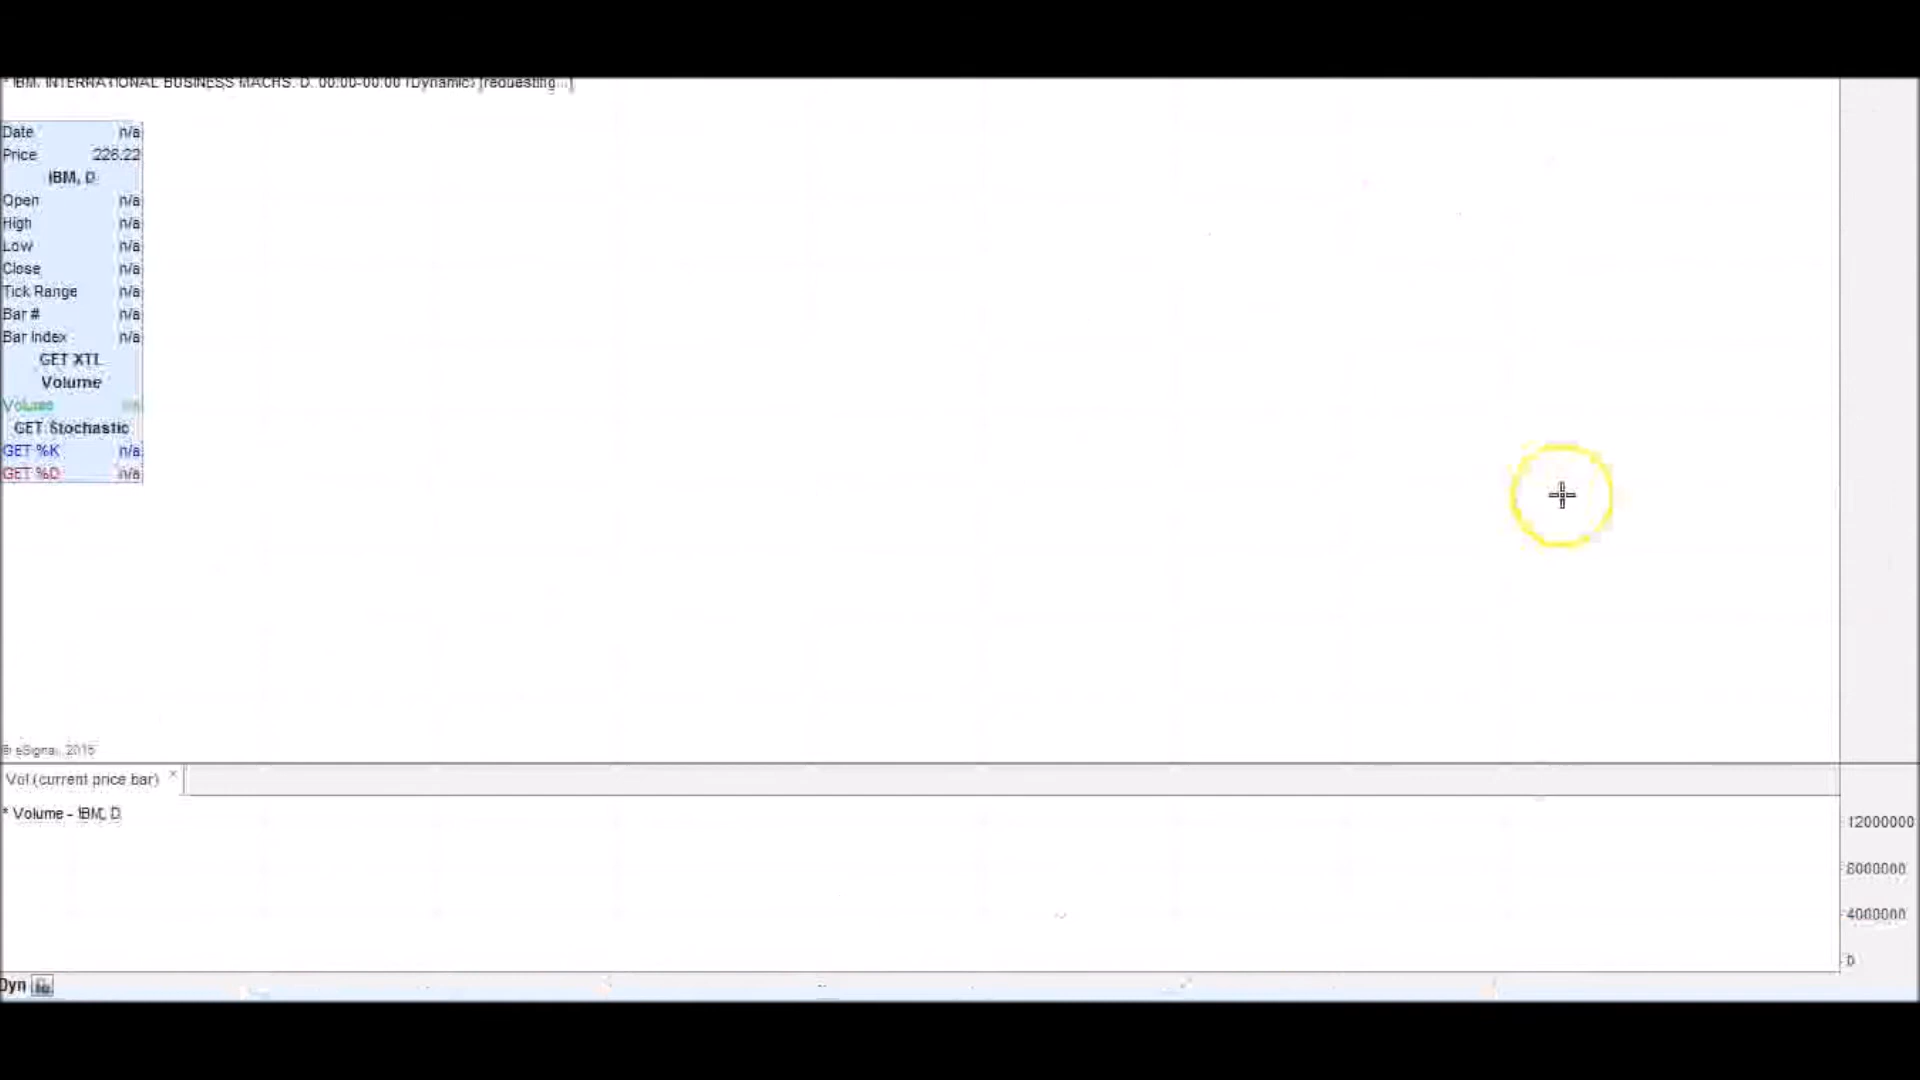 * IBM, INTERNATIONAL BUSINESS MACHS, D, 00:00-00:00 (Dynamic) [requesting...]
Date n/a
Price 226.22
IBM, D
Open n/a
High n/a
Low n/a
Close n/a
Tick Range n/a
Bar # n/a
Bar Index n/a
GET XTL
Volume
Volume
GET Stochastic
GET %K n/a
GET %D n/a
© eSignal, 2015
Vol (current price bar) ×
* Volume - IBM, D
12000000
8000000
4000000
0
Dyn